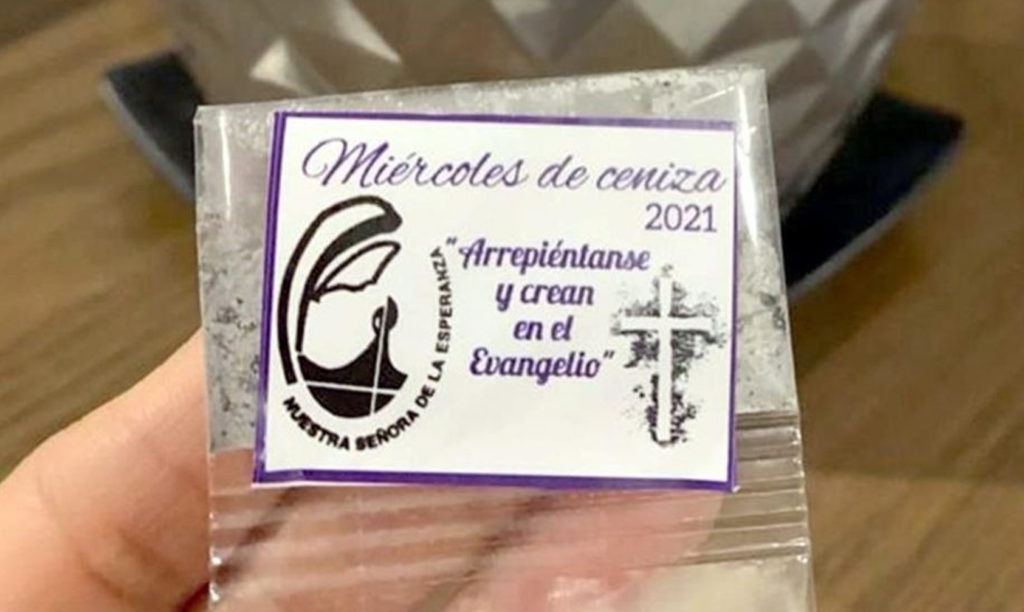 Miércoles de ceniza
2021
"Arrepiéntanse
y crean
en el
Evangelio"
NUESTRA SEÑORA DE LA ESPERANZA